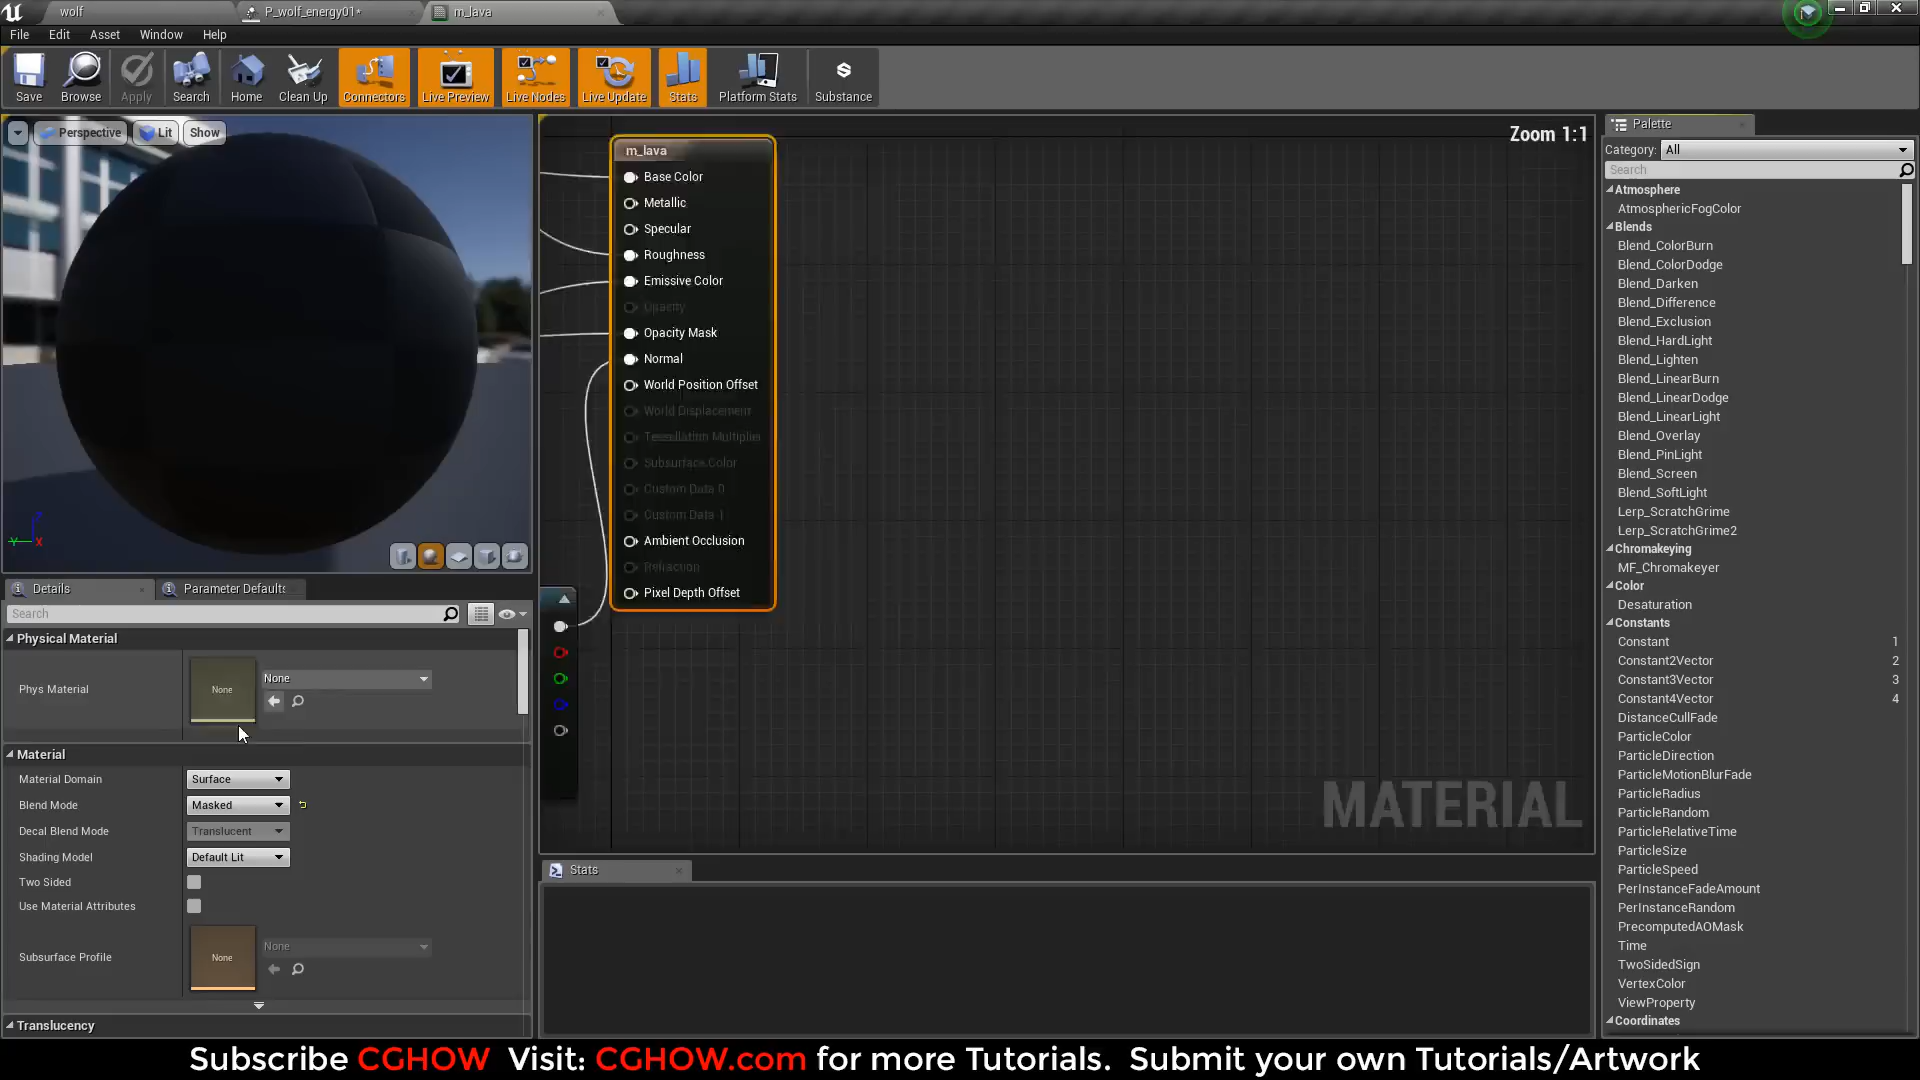 wolf
P_wolf_energy01*
m_lava
File
Edit
Asset
Window
Help
Save
Browse
Apply
Search
Home
Clean Up
Connectors
Live Preview
Live Nodes
Live Update
Stats
Platform Stats
Substance
Perspective
Lit
Show
m_lava
Base Color
Metallic
Specular
Roughness
Emissive Color
Opacity
Opacity Mask
Normal
World Position Offset
World Displacement
Tessellation Multiplie
Subsurface Color
Custom Data 0
Custom Data 1
Ambient Occlusion
Refraction
Pixel Depth Offset
Zoom 1:1
MATERIAL
Palette
Category:
All
Search
Atmosphere
AtmosphericFogColor
Blends
Blend_ColorBurn
Blend_ColorDodge
Blend_Darken
Blend_Difference
Blend_Exclusion
Blend_HardLight
Blend_Lighten
Blend_LinearBurn
Blend_LinearDodge
Blend_LinearLight
Blend_Overlay
Blend_PinLight
Blend_Screen
Blend_SoftLight
Lerp_ScratchGrime
Lerp_ScratchGrime2
Chromakeying
MF_Chromakeyer
Color
Desaturation
Constants
Constant 1
Constant2Vector 2
Constant3Vector 3
Constant4Vector 4
DistanceCullFade
ParticleColor
ParticleDirection
ParticleMotionBlurFade
ParticleRadius
ParticleRandom
ParticleRelativeTime
ParticleSize
ParticleSpeed
PerInstanceFadeAmount
PerInstanceRandom
PrecomputedAOMask
Time
TwoSidedSign
VertexColor
ViewProperty
Coordinates
Details
Parameter Defaults
Search
Physical Material
Phys Material
None
None
Material
Material Domain
Surface
Blend Mode
Masked
Decal Blend Mode
Translucent
Shading Model
Default Lit
Two Sided
Use Material Attributes
Subsurface Profile
None
None
Translucency
Stats
Subscribe CGHOW Visit: CGHOW.com for more Tutorials. Submit your own Tutorials/Artwork